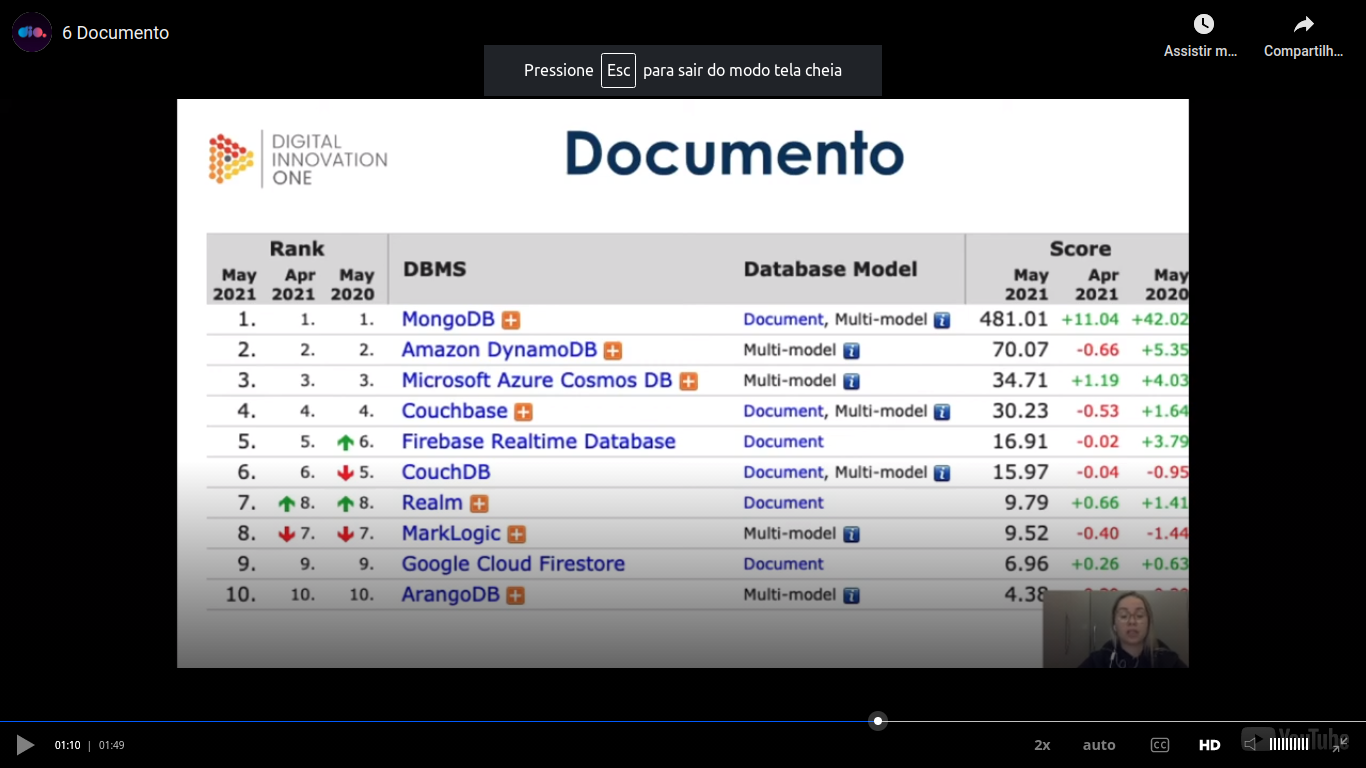 dio.
6 Documento
Assistir m...
Compartilh...
Pressione Esc para sair do modo tela cheia
DIGITAL
INNOVATION
ONE
Documento
Rank
Score
DBMS
Database Model
May Apr May
2021 2021 2020
May Apr May
2021 2021 2020
1. 1. 1. MongoDB Document, Multi-model 481.01 +11.04 +42.02
2. 2. 2. Amazon DynamoDB Multi-model 70.07 -0.66 +5.35
3. 3. 3. Microsoft Azure Cosmos DB Multi-model 34.71 +1.19 +4.03
4. 4. 4. Couchbase Document, Multi-model 30.23 -0.53 +1.64
5. 5. 6. Firebase Realtime Database Document 16.91 -0.02 +3.79
6. 6. 5. CouchDB Document, Multi-model 15.97 -0.04 -0.95
7. 8. 8. Realm Document 9.79 +0.66 +1.41
8. 7. 7. MarkLogic Multi-model 9.52 -0.40 -1.44
9. 9. 9. Google Cloud Firestore Document 6.96 +0.26 +0.63
10. 10. 10. ArangoDB Multi-model 4.38
01:10 | 01:49
2x auto CC HD YouTube